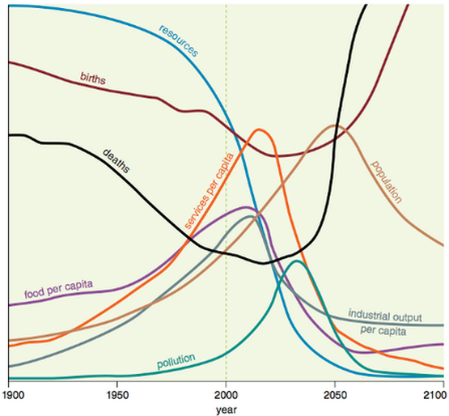 resources
births
deaths
services per capita
population
food per capita
industrial output
per capita
pollution
1900
1950
2000
2050
2100
year